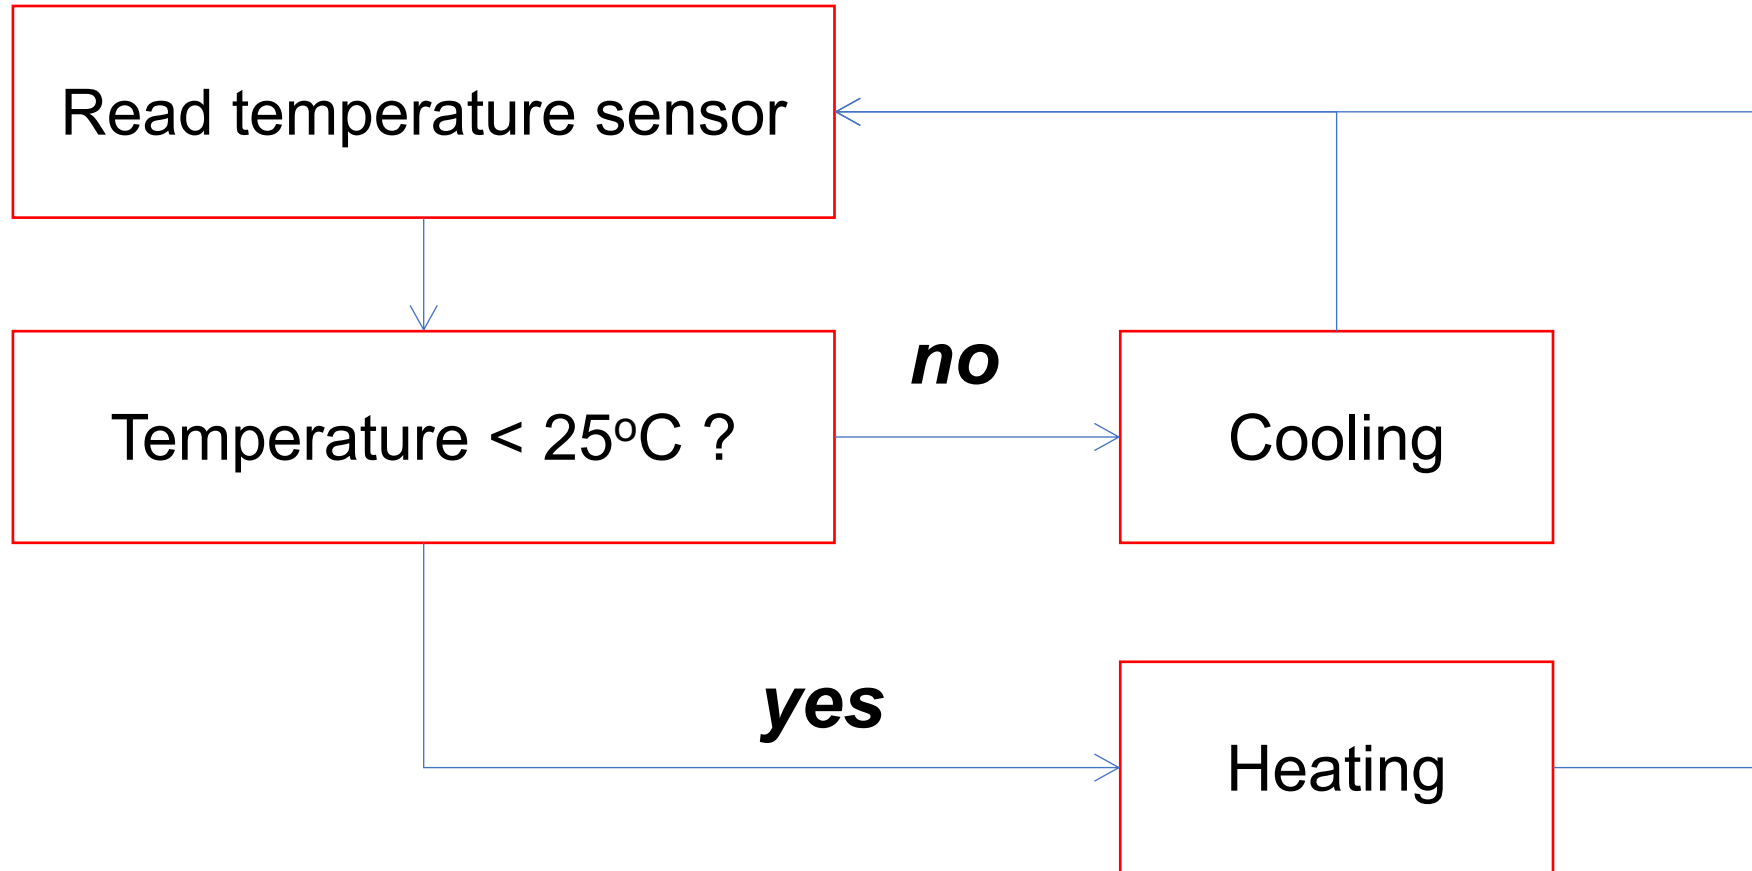 Read temperature sensor
no
Temperature < 25ºC ?
Cooling
yes
Heating